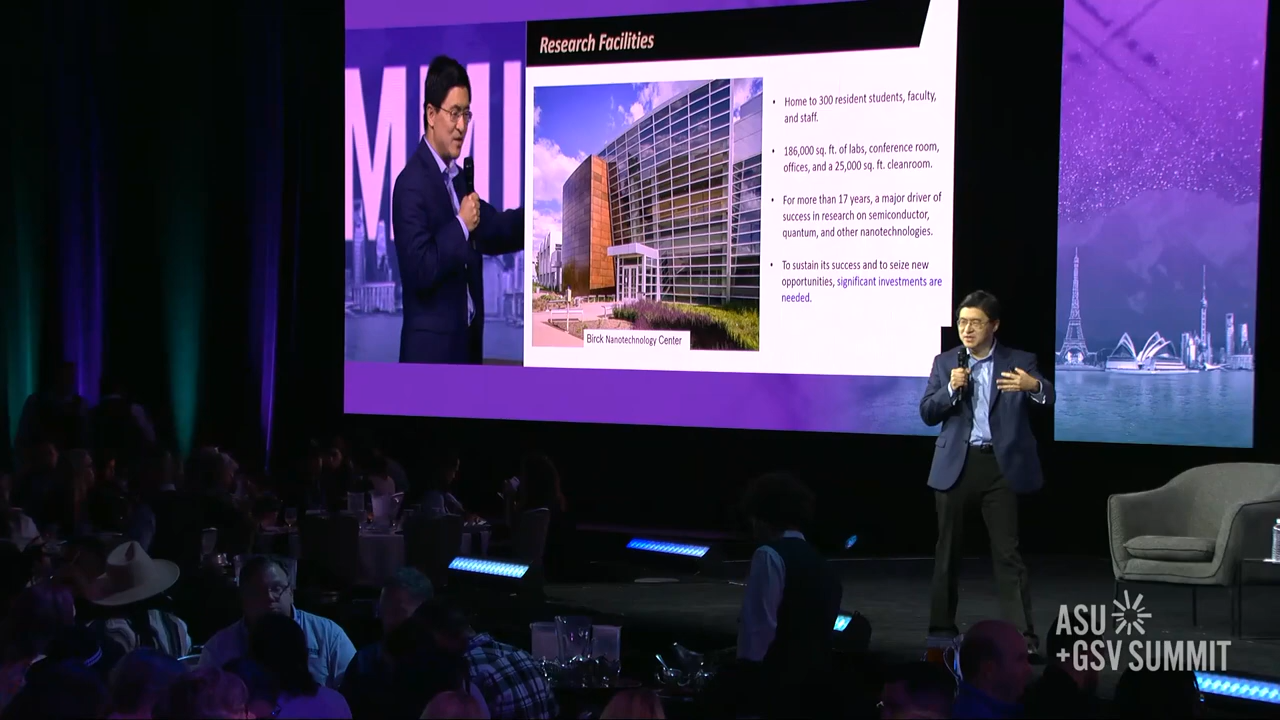 MMI
Research Facilities
• Home to 300 resident students, faculty,
and staff.
• 186,000 sq. ft. of labs, conference room,
offices, and a 25,000 sq. ft. cleanroom.
• For more than 17 years, a major driver of
success in research on semiconductor,
quantum, and other nanotechnologies.
• To sustain its success and to seize new
opportunities, significant investments are
needed.
Birck Nanotechnology Center
ASU
+GSV SUMMIT